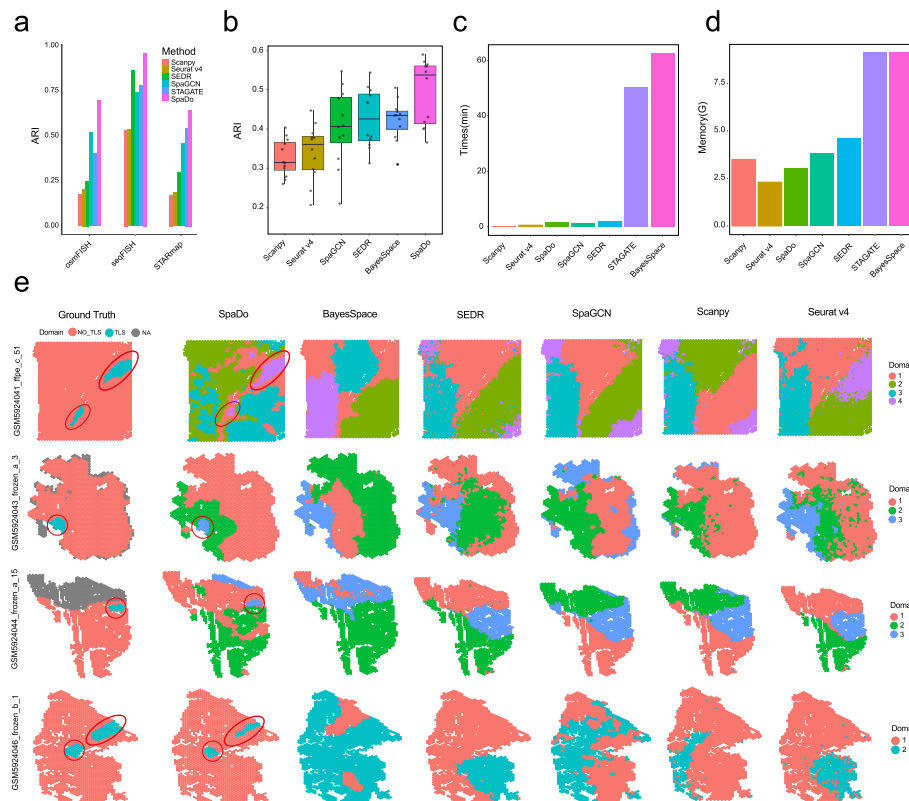 a
Method
Scanpy
Seurat v4
SEDR
SpaGCN
STAGATE
SpaDo
ARI
1.00
0.75
0.50
0.25
0.00
osmFISH
seqFISH
STARmap
b
ARI
0.6
0.5
0.4
0.3
0.2
Scanpy
Seurat v4
SpaGCN
SEDR
BayesSpace
SpaDo
c
Times(min)
60
40
20
0
Scanpy
Seurat v4
SpaDo
SpaGCN
SEDR
STAGATE
BayesSpace
d
Memory(G)
7.5
5.0
2.5
0.0
Scanpy
Seurat v4
SpaDo
SpaGCN
SEDR
STAGATE
BayesSpace
e
Ground Truth
SpaDo
BayesSpace
SEDR
SpaGCN
Scanpy
Seurat v4
Domain NO_TLS TLS NA
GSM5924041_ffpe_c_51
Doma
1
2
3
4
GSM5924043_frozen_a_3
Domain
1
2
3
GSM5924044_frozen_a_15
Domain
1
2
3
GSM5924046_frozen_b_1
Doma
1
2